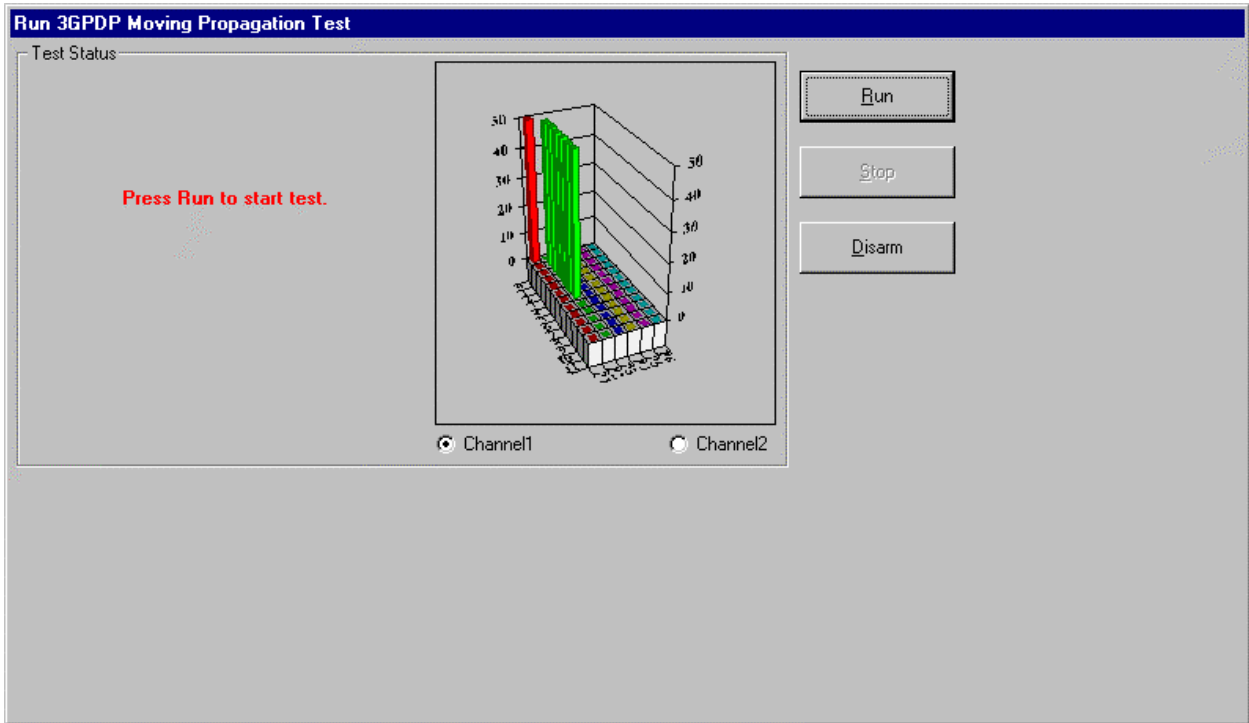 Run 3GPDP Moving Propagation Test
Test Status
Press Run to start test.
50
40
30
20
10
0
50
40
30
20
10
0
Channel1
Channel2
Run
Stop
Disarm